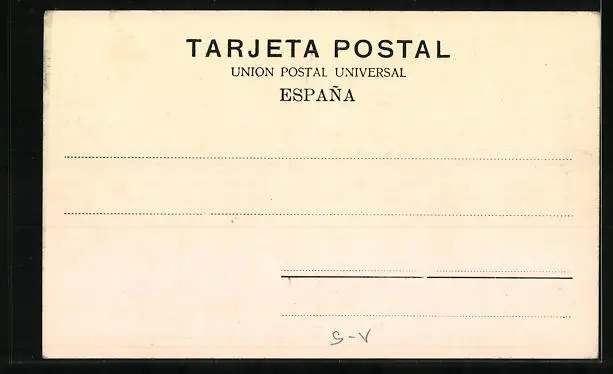 TARJETA POSTAL
UNION POSTAL UNIVERSAL
ESPAÑA
S-V